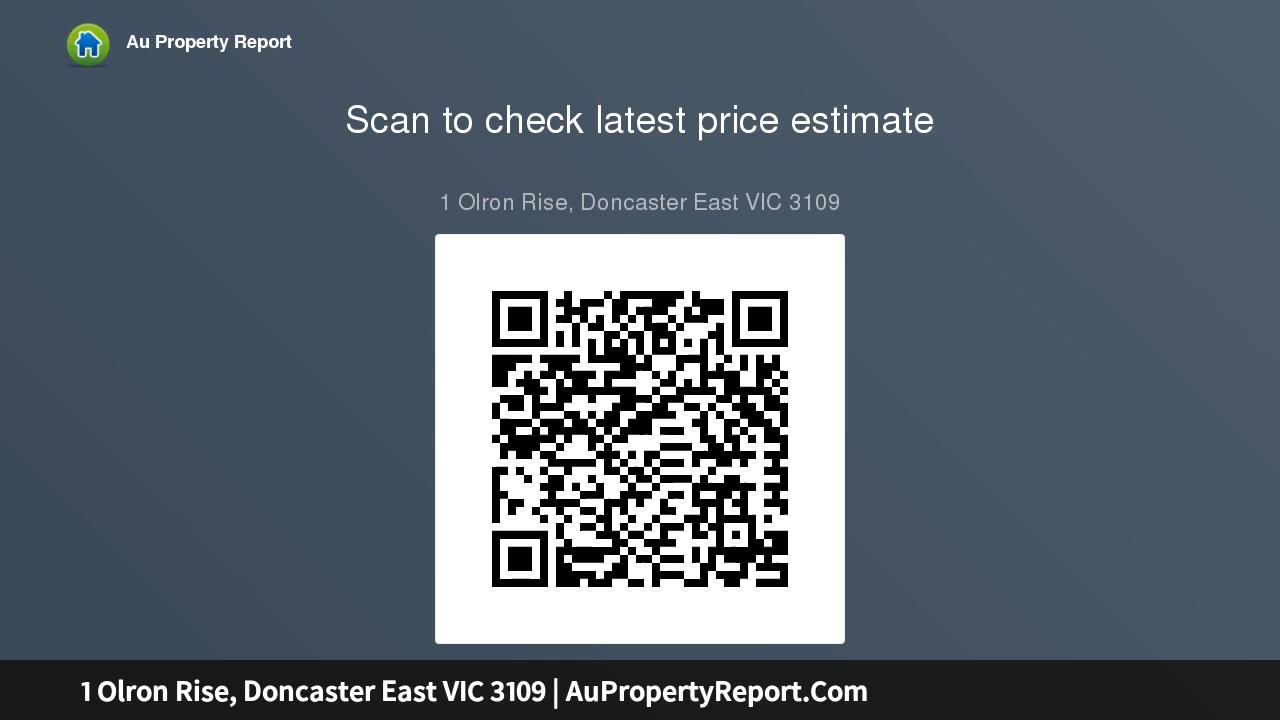 Au Property Report
Scan to check latest price estimate
1 Olron Rise, Doncaster East VIC 3109
1 Olron Rise, Doncaster East VIC 3109 | AuPropertyReport.Com